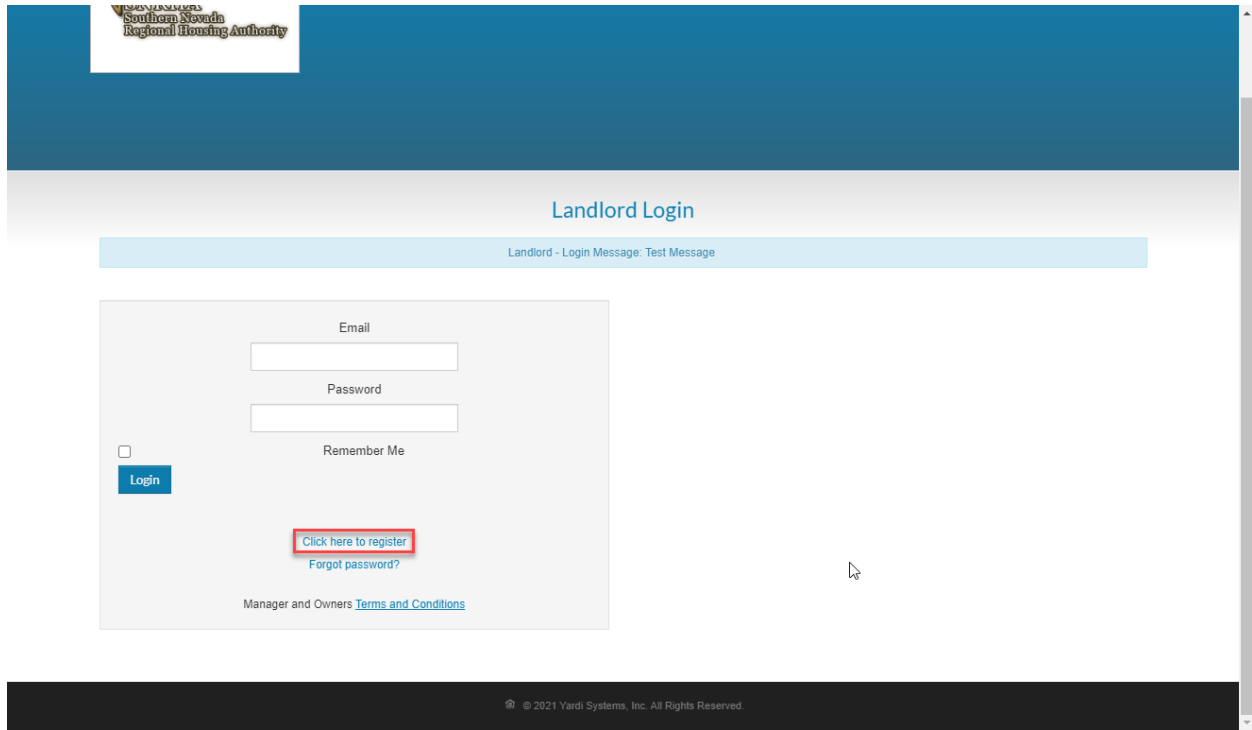 Southern Nevada
Regional Housing Authority
Landlord Login
Landlord - Login Message: Test Message
Email
Password
Remember Me
Login
Click here to register
Forgot password?
Manager and Owners Terms and Conditions
© 2021 Yardi Systems, Inc. All Rights Reserved.